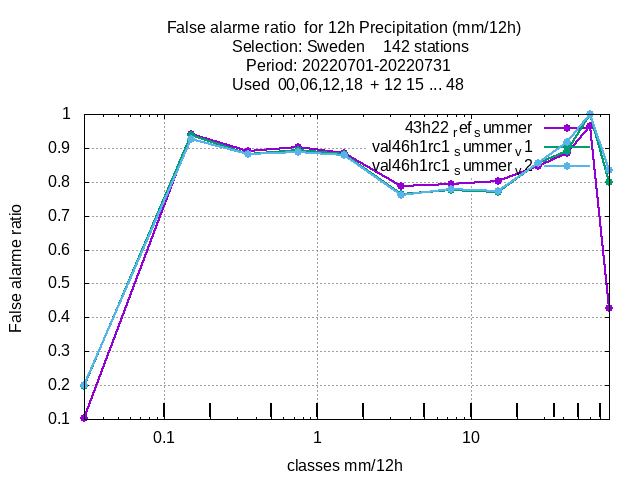 False alarme ratio  for 12h Precipitation (mm/12h)
Selection: Sweden    142 stations
Period: 20220701-20220731
Used  00,06,12,18  + 12 15 ... 48
43h22 ref summer
val46h1rc1 summer v1
val46h1rc1 summer v2
False alarme ratio
1
0.9
0.8
0.7
0.6
0.5
0.4
0.3
0.2
0.1
0.1
1
10
classes mm/12h